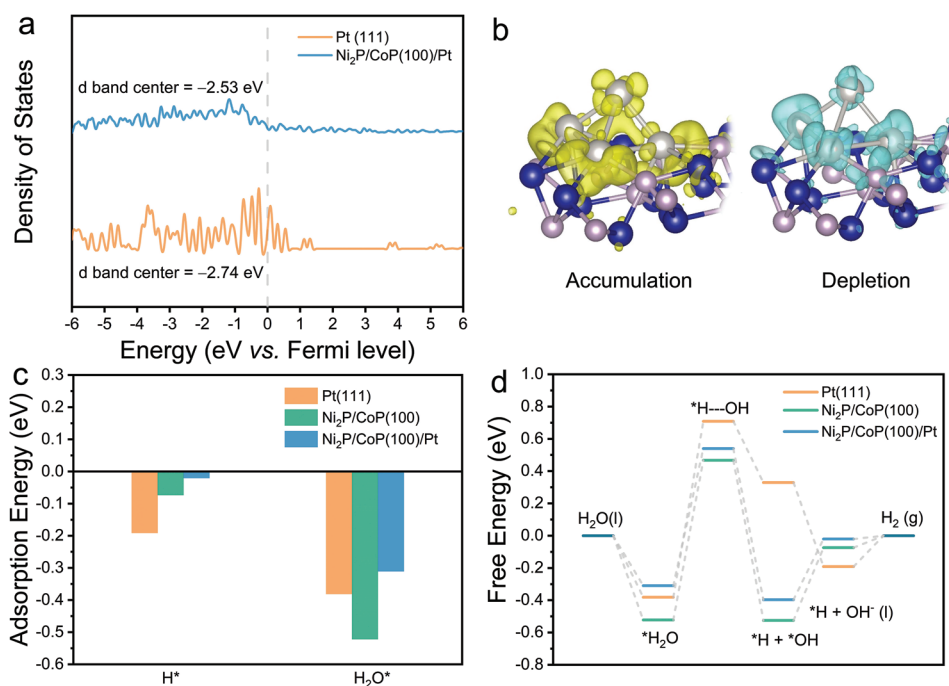 a
Pt (111)
Ni₂P/CoP(100)/Pt
d band center = −2.53 eV
d band center = −2.74 eV
Density of States
-6 -5 -4 -3 -2 -1 0 1 2 3 4 5 6
Energy (eV vs. Fermi level)
b
Accumulation
Depletion
c
0.3
0.2
0.1
0.0
-0.1
-0.2
-0.3
-0.4
-0.5
-0.6
Adsorption Energy (eV)
Pt(111)
Ni₂P/CoP(100)
Ni₂P/CoP(100)/Pt
H*
H₂O*
d
1.0
0.8
0.6
0.4
0.2
0.0
-0.2
-0.4
-0.6
-0.8
Free Energy (eV)
Pt(111)
Ni₂P/CoP(100)
Ni₂P/CoP(100)/Pt
*H---OH
H₂O(l)
H₂ (g)
*H₂O
*H + *OH
*H + OH⁻ (l)